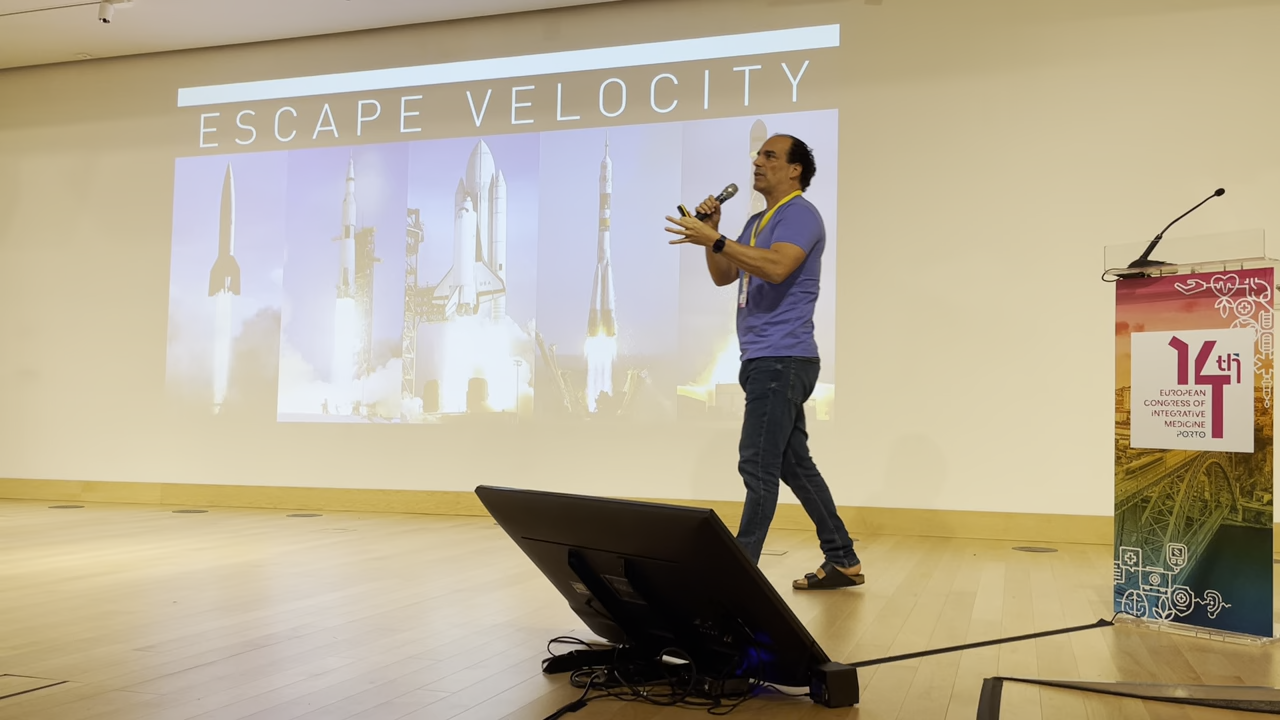 ESCAPE VELOCITY
14th
EUROPEAN
CONGRESS OF
INTEGRATIVE
MEDICINE
PORTO